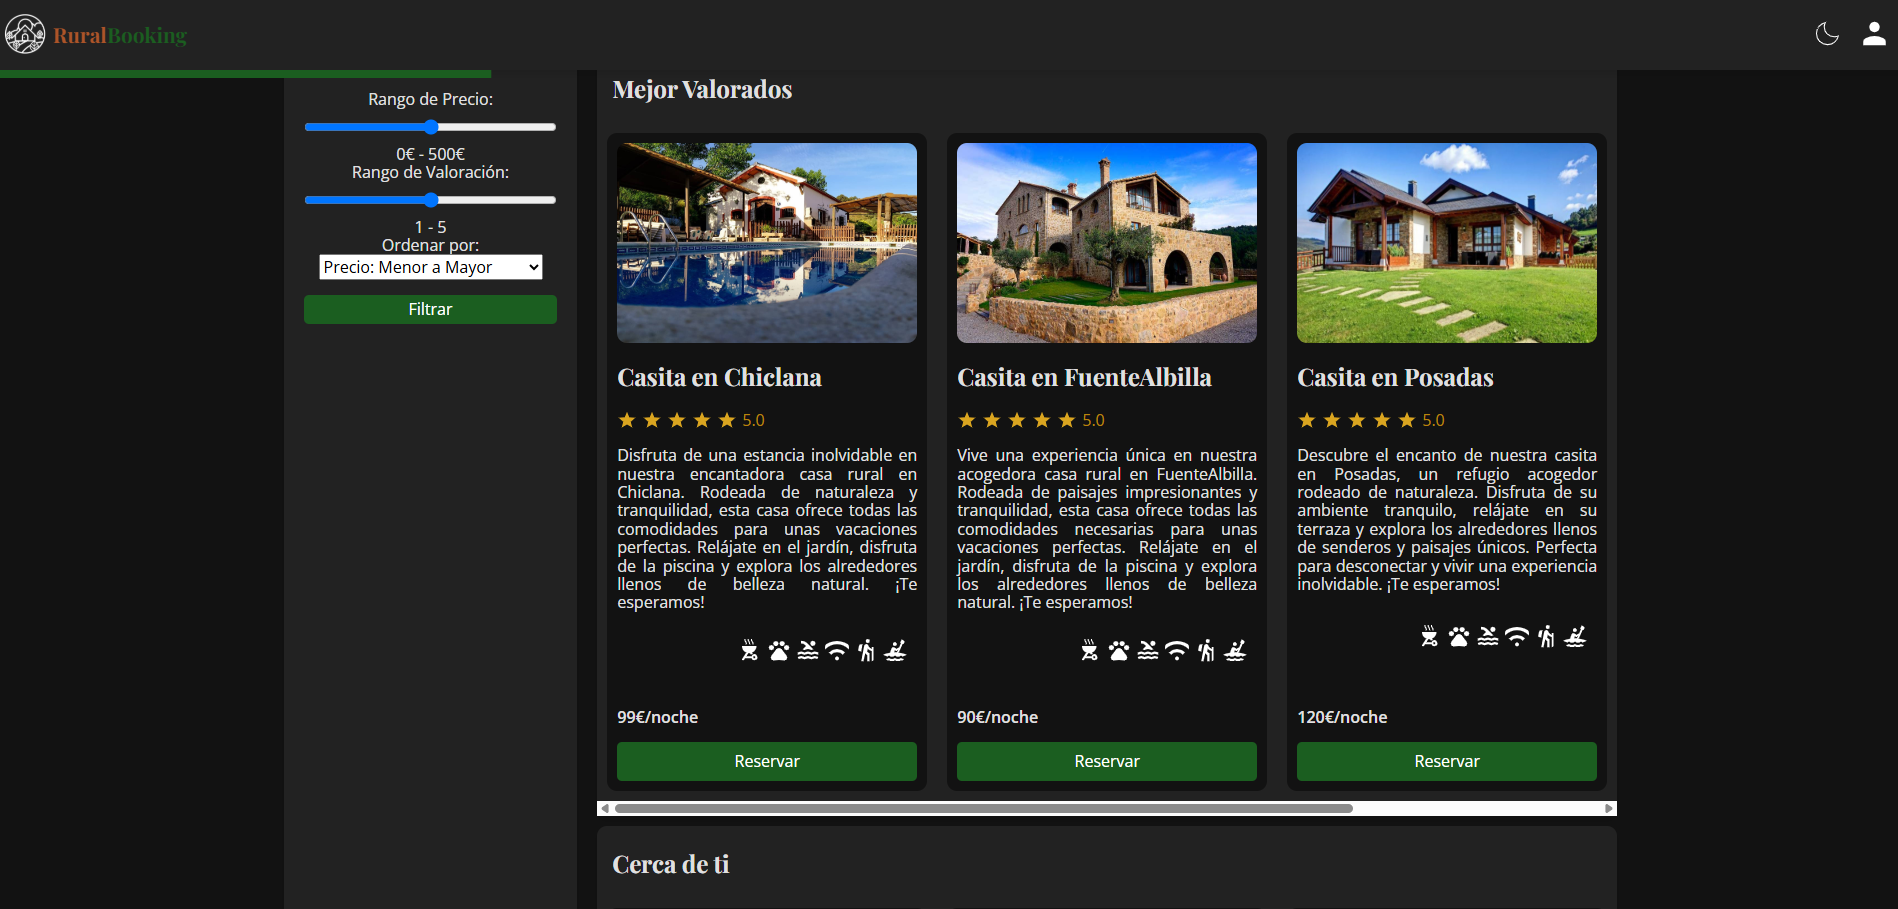 RuralBooking
Rango de Precio:
0€ - 500€
Rango de Valoración:
1 - 5
Ordenar por:
Precio: Menor a Mayor
Filtrar
Mejor Valorados
Casita en Chiclana
5.0
Disfruta de una estancia inolvidable en
nuestra encantadora casa rural en
Chiclana. Rodeada de naturaleza y
tranquilidad, esta casa ofrece todas las
comodidades para unas vacaciones
perfectas. Relájate en el jardín, disfruta
de la piscina y explora los alrededores
llenos de belleza natural. ¡Te
esperamos!
99€/noche
Reservar
Casita en FuenteAlbilla
5.0
Vive una experiencia única en nuestra
acogedora casa rural en FuenteAlbilla.
Rodeada de paisajes impresionantes y
tranquilidad, esta casa ofrece todas las
comodidades necesarias para unas
vacaciones perfectas. Relájate en el
jardín, disfruta de la piscina y explora
los alrededores llenos de belleza
natural. ¡Te esperamos!
90€/noche
Reservar
Casita en Posadas
5.0
Descubre el encanto de nuestra casita
en Posadas, un refugio acogedor
rodeado de naturaleza. Disfruta de su
ambiente tranquilo, relájate en su
terraza y explora los alrededores llenos
de senderos y paisajes únicos. Perfecta
para desconectar y vivir una experiencia
inolvidable. ¡Te esperamos!
120€/noche
Reservar
Cerca de ti